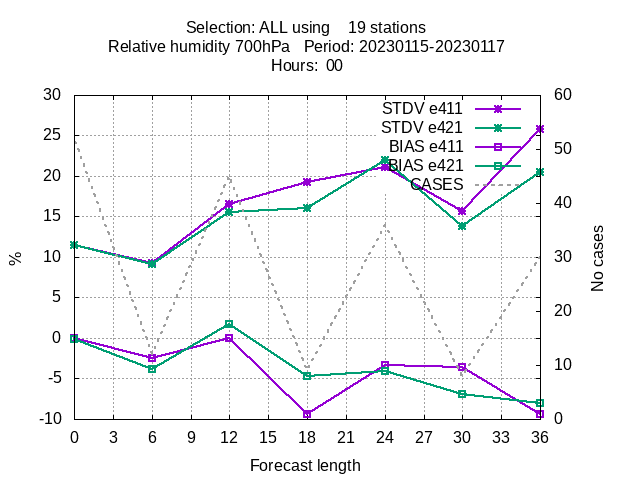 Selection: ALL using 19 stations
Relative humidity 700hPa Period: 20230115-20230117
Hours: 00
30 60
STDV e411
25 STDV e421
50
BIAS e411
20 BIAS e421
CASES
40
15
% 10 30 No cases
5
20
0
10
-5
-10 0
0 3 6 9 12 15 18 21 24 27 30 33 36
Forecast length